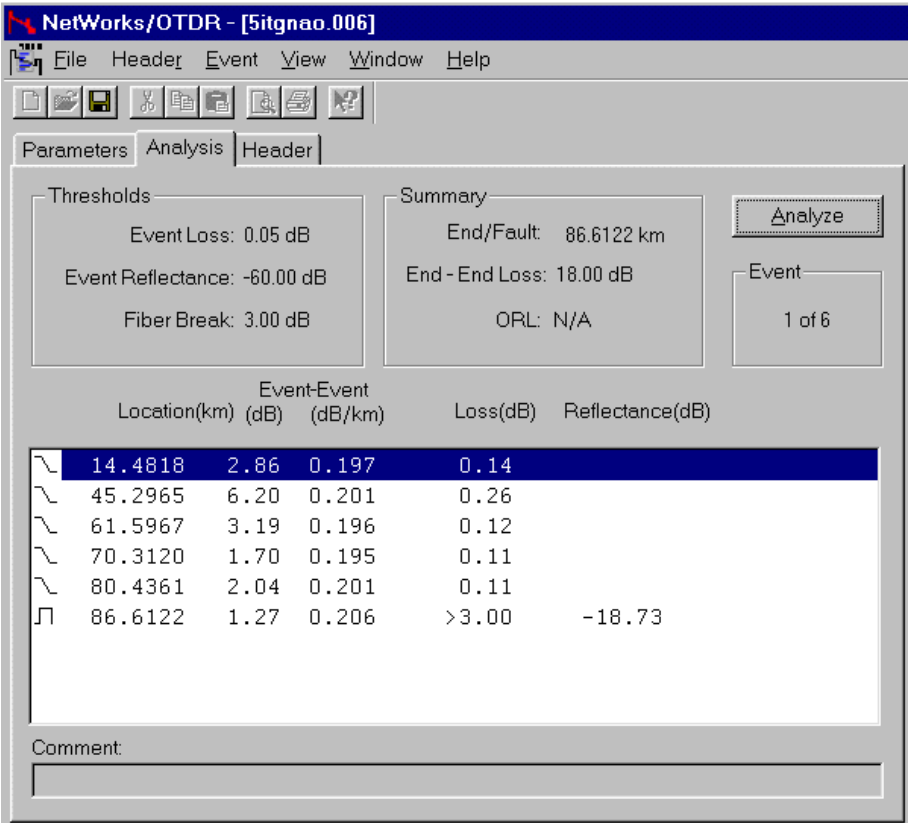 NetWorks/OTDR - [5itgnao.006]
File Header Event View Window Help
Parameters Analysis Header
Thresholds
Event Loss: 0.05 dB
Event Reflectance: -60.00 dB
Fiber Break: 3.00 dB
Summary
End/Fault: 86.6122 km
End - End Loss: 18.00 dB
ORL: N/A
Analyze
Event
1 of 6
Event-Event
Location(km) (dB) (dB/km) Loss(dB) Reflectance(dB)
14.4818 2.86 0.197 0.14
45.2965 6.20 0.201 0.26
61.5967 3.19 0.196 0.12
70.3120 1.70 0.195 0.11
80.4361 2.04 0.201 0.11
86.6122 1.27 0.206 >3.00 -18.73
Comment: